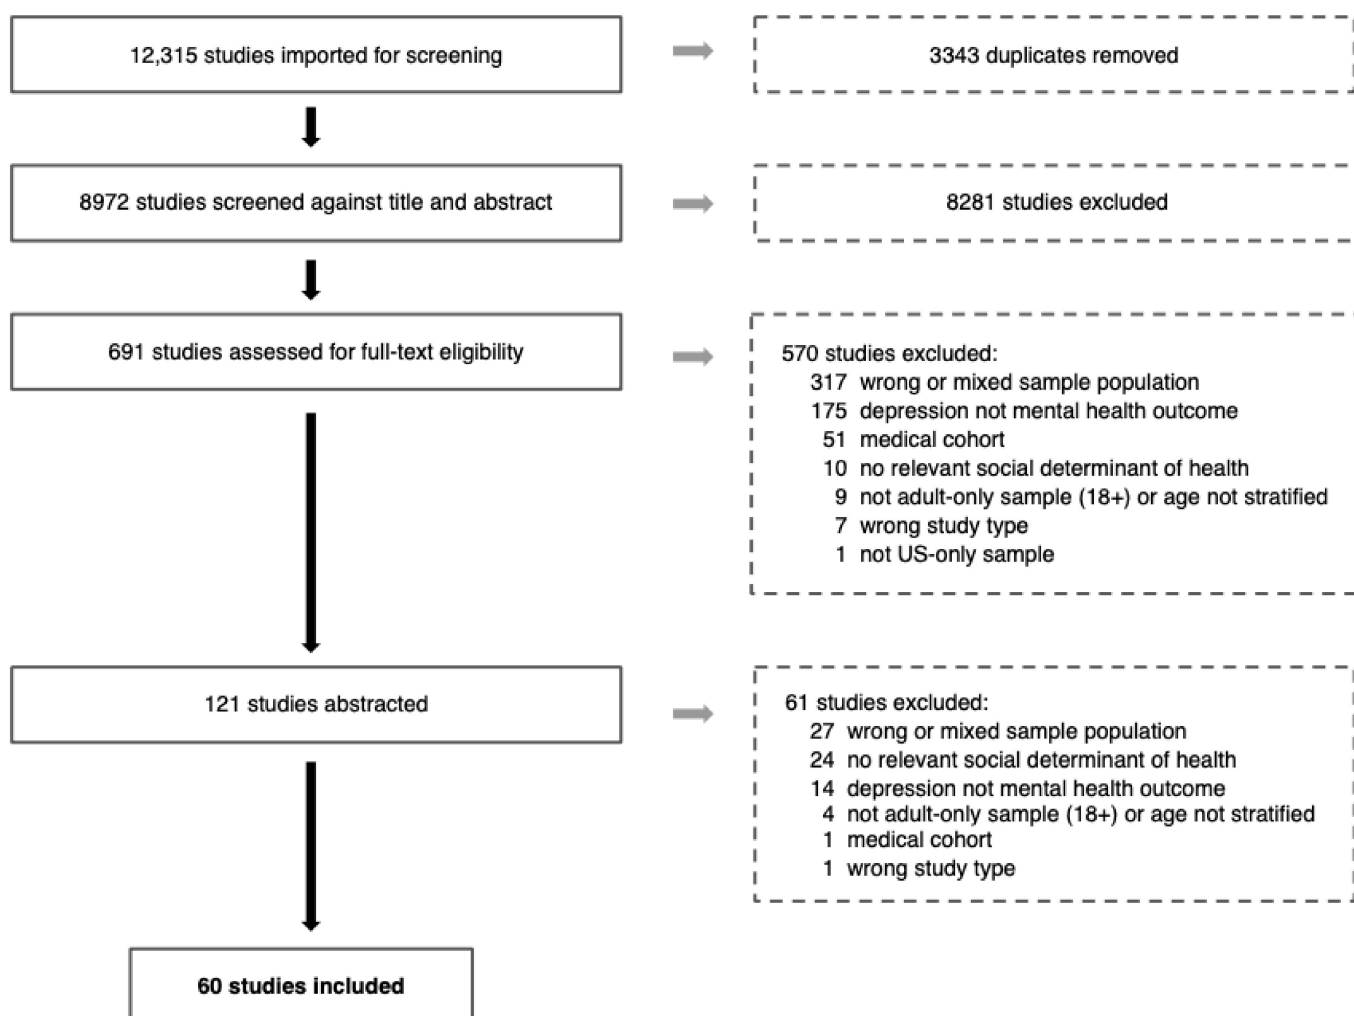 12,315 studies imported for screening
3343 duplicates removed
8972 studies screened against title and abstract
8281 studies excluded
691 studies assessed for full-text eligibility
570 studies excluded:
317 wrong or mixed sample population
175 depression not mental health outcome
51 medical cohort
10 no relevant social determinant of health
9 not adult-only sample (18+) or age not stratified
7 wrong study type
1 not US-only sample
121 studies abstracted
61 studies excluded:
27 wrong or mixed sample population
24 no relevant social determinant of health
14 depression not mental health outcome
4 not adult-only sample (18+) or age not stratified
1 medical cohort
1 wrong study type
60 studies included